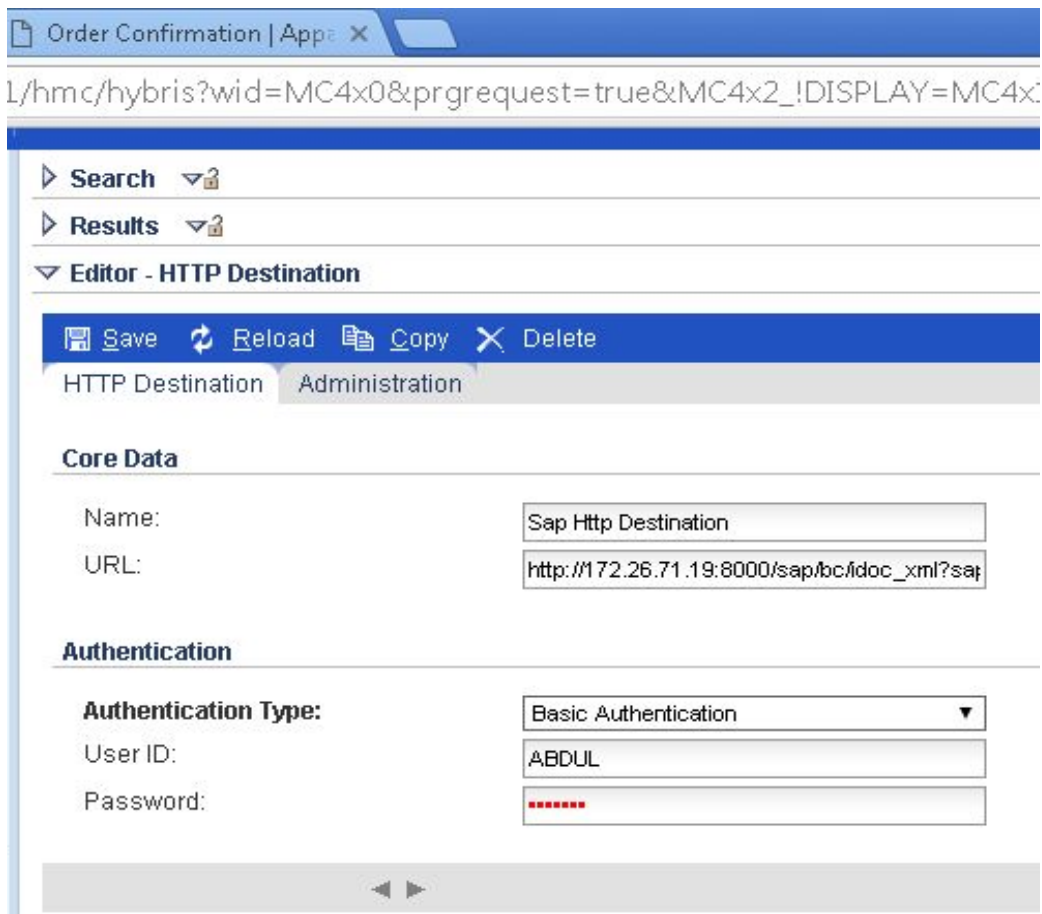 Order Confirmation | Appa
1/hmc/hybris?wid=MC4x0&prgrequest=true&MC4x2_!DISPLAY=MC4x
Search
Results
Editor - HTTP Destination
Save Reload Copy Delete
HTTP Destination Administration
Core Data
Name: Sap Http Destination
URL: http://172.26.71.19:8000/sap/bc/idoc_xml?sap
Authentication
Authentication Type: Basic Authentication
User ID: ABDUL
Password: